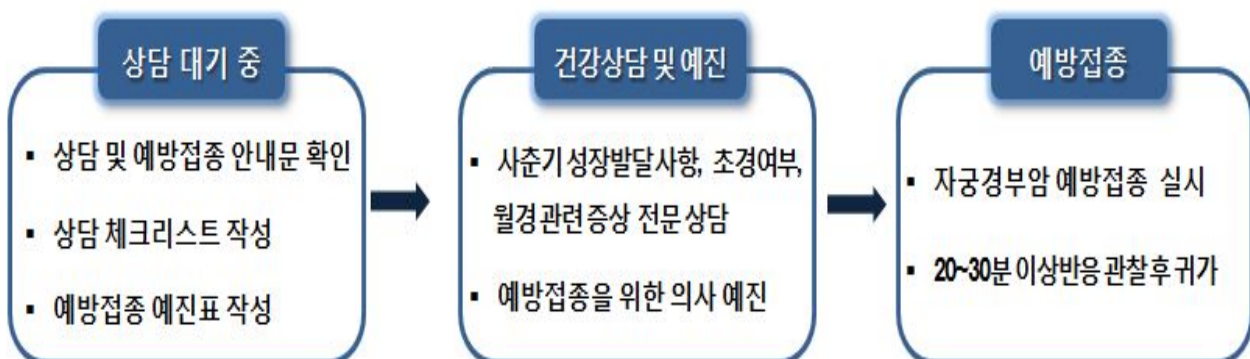 상담 대기 중
▪ 상담 및 예방접종 안내문 확인
▪ 상담 체크리스트 작성
▪ 예방접종 예진표 작성
건강상담 및 예진
▪ 사춘기 성장발달사항, 초경여부,
월경 관련 증상 전문 상담
▪ 예방접종을 위한 의사 예진
예방접종
▪ 자궁경부암 예방접종 실시
▪ 20~30분 이상반응 관찰 후 귀가